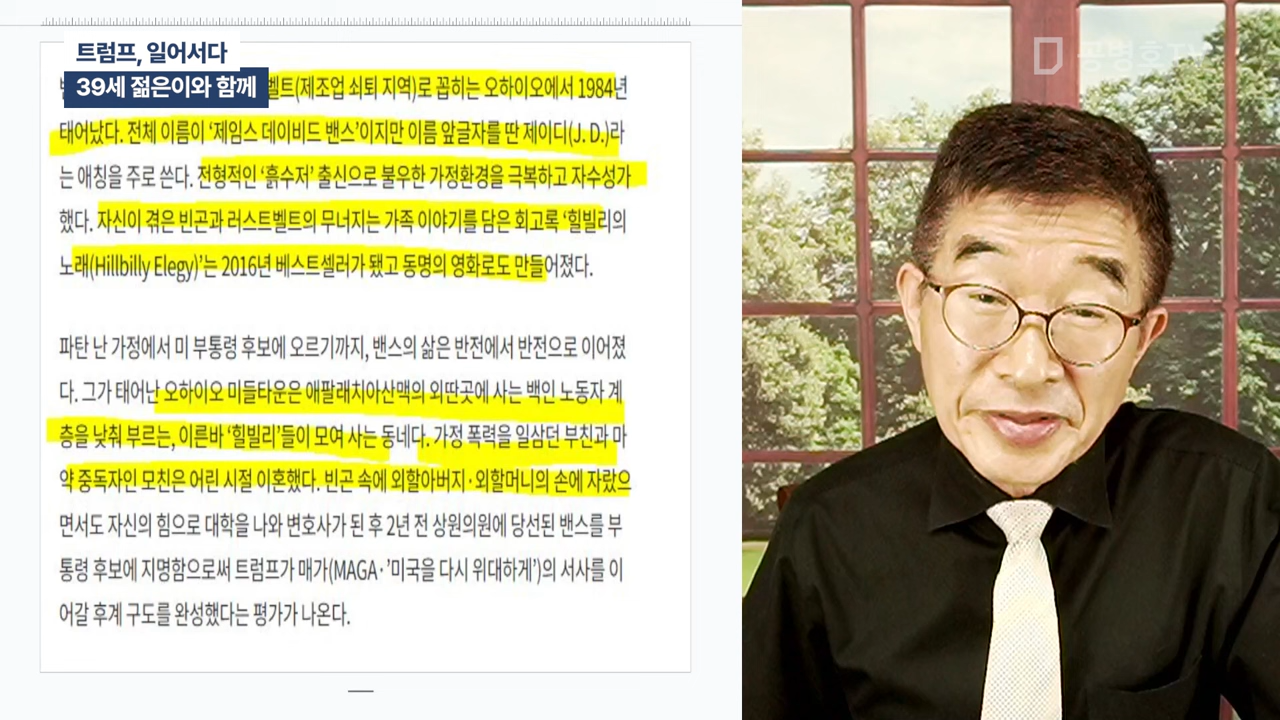 트럼프, 일어서다
39세 젊은이와 함께
벨트(제조업 쇠퇴 지역)로 꼽히는 오하이오에서 1984년
태어났다. 전체 이름이 ‘제임스 데이비드 밴스’이지만 이름 앞글자를 딴 제이디(J. D.)라
는 애칭을 주로 쓴다. 전형적인 ‘흙수저’ 출신으로 불우한 가정환경을 극복하고 자수성가
했다. 자신이 겪은 빈곤과 러스트벨트의 무너지는 가족 이야기를 담은 회고록 ‘힐빌리의
노래(Hillbilly Elegy)’는 2016년 베스트셀러가 됐고 동명의 영화로도 만들어졌다.
파탄 난 가정에서 미 부통령 후보에 오르기까지, 밴스의 삶은 반전에서 반전으로 이어졌
다. 그가 태어난 오하이오 미들타운은 애팔래치아산맥의 외딴곳에 사는 백인 노동자 계
층을 낮춰 부르는, 이른바 ‘힐빌리’들이 모여 사는 동네다. 가정 폭력을 일삼던 부친과 마
약 중독자인 모친은 어린 시절 이혼했다. 빈곤 속에 외할아버지·외할머니의 손에 자랐으
면서도 자신의 힘으로 대학을 나와 변호사가 된 후 2년 전 상원의원에 당선된 밴스를 부
통령 후보에 지명함으로써 트럼프가 매가(MAGA·’미국을 다시 위대하게’)의 서사를 이
어갈 후계 구도를 완성했다는 평가가 나온다.
공병호TV